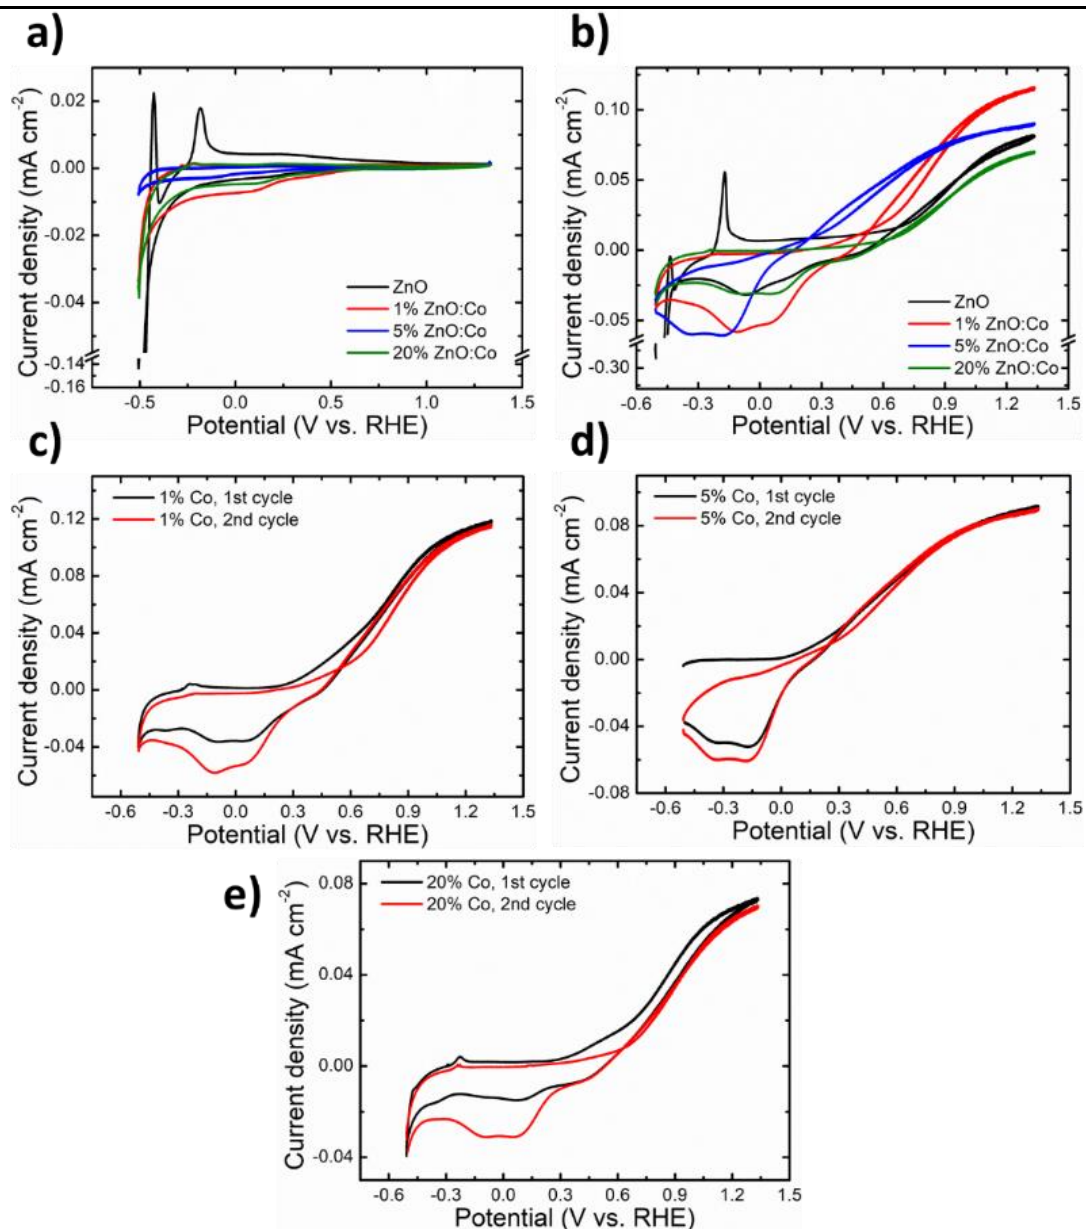 a)
Current density (mA cm⁻²)
0.02
0.00
-0.02
-0.04
-0.14
-0.16
ZnO
1% ZnO:Co
5% ZnO:Co
20% ZnO:Co
-0.5 0.0 0.5 1.0 1.5
Potential (V vs. RHE)
b)
Current density (mA cm⁻²)
0.10
0.05
0.00
-0.05
-0.30
ZnO
1% ZnO:Co
5% ZnO:Co
20% ZnO:Co
-0.6 -0.3 0.0 0.3 0.6 0.9 1.2 1.5
Potential (V vs. RHE)
c)
Current density (mA cm⁻²)
0.12
0.08
0.04
0.00
-0.04
1% Co, 1st cycle
1% Co, 2nd cycle
-0.6 -0.3 0.0 0.3 0.6 0.9 1.2 1.5
Potential (V vs. RHE)
d)
Current density (mA cm⁻²)
0.08
0.04
0.00
-0.04
-0.08
5% Co, 1st cycle
5% Co, 2nd cycle
-0.6 -0.3 0.0 0.3 0.6 0.9 1.2 1.5
Potential (V vs. RHE)
e)
Current density (mA cm⁻²)
0.08
0.04
0.00
-0.04
20% Co, 1st cycle
20% Co, 2nd cycle
-0.6 -0.3 0.0 0.3 0.6 0.9 1.2 1.5
Potential (V vs. RHE)